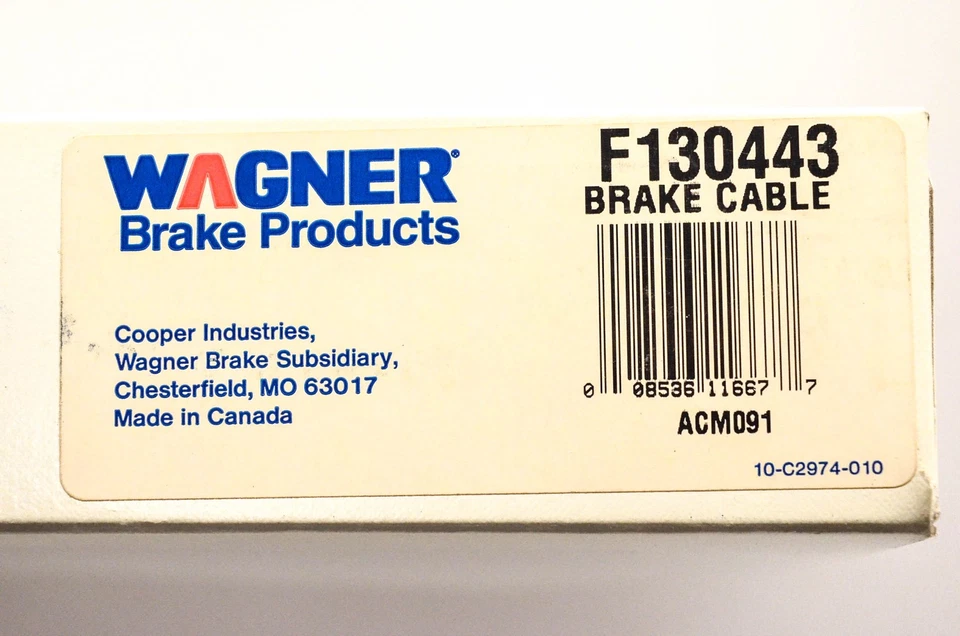 WAGNER®
Brake Products
Cooper Industries,
Wagner Brake Subsidiary,
Chesterfield, MO 63017
Made in Canada
F130443
BRAKE CABLE
0 08536 11667 7
ACM091
10-C2974-010